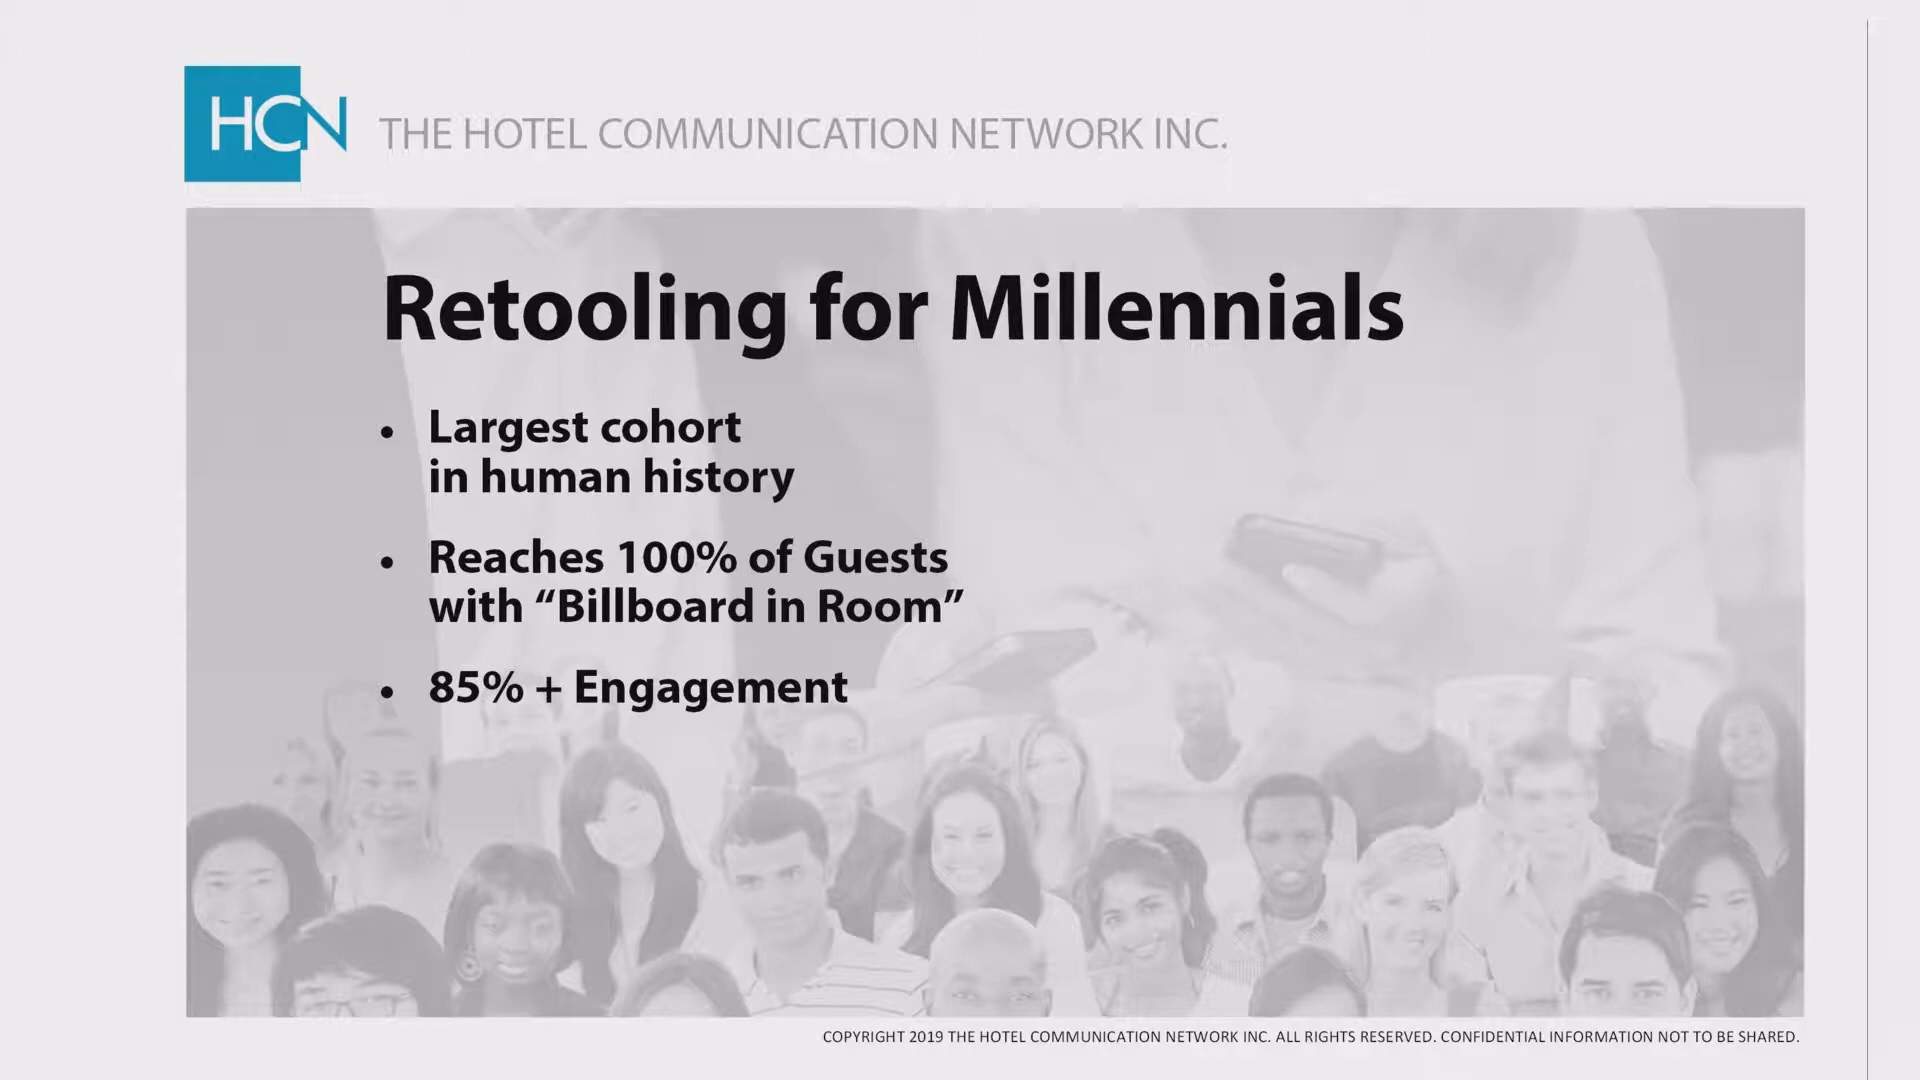 HCN THE HOTEL COMMUNICATION NETWORK INC.
Retooling for Millennials
• Largest cohort
in human history
• Reaches 100% of Guests
with “Billboard in Room”
• 85% + Engagement
COPYRIGHT 2019 THE HOTEL COMMUNICATION NETWORK INC. ALL RIGHTS RESERVED. CONFIDENTIAL INFORMATION NOT TO BE SHARED.